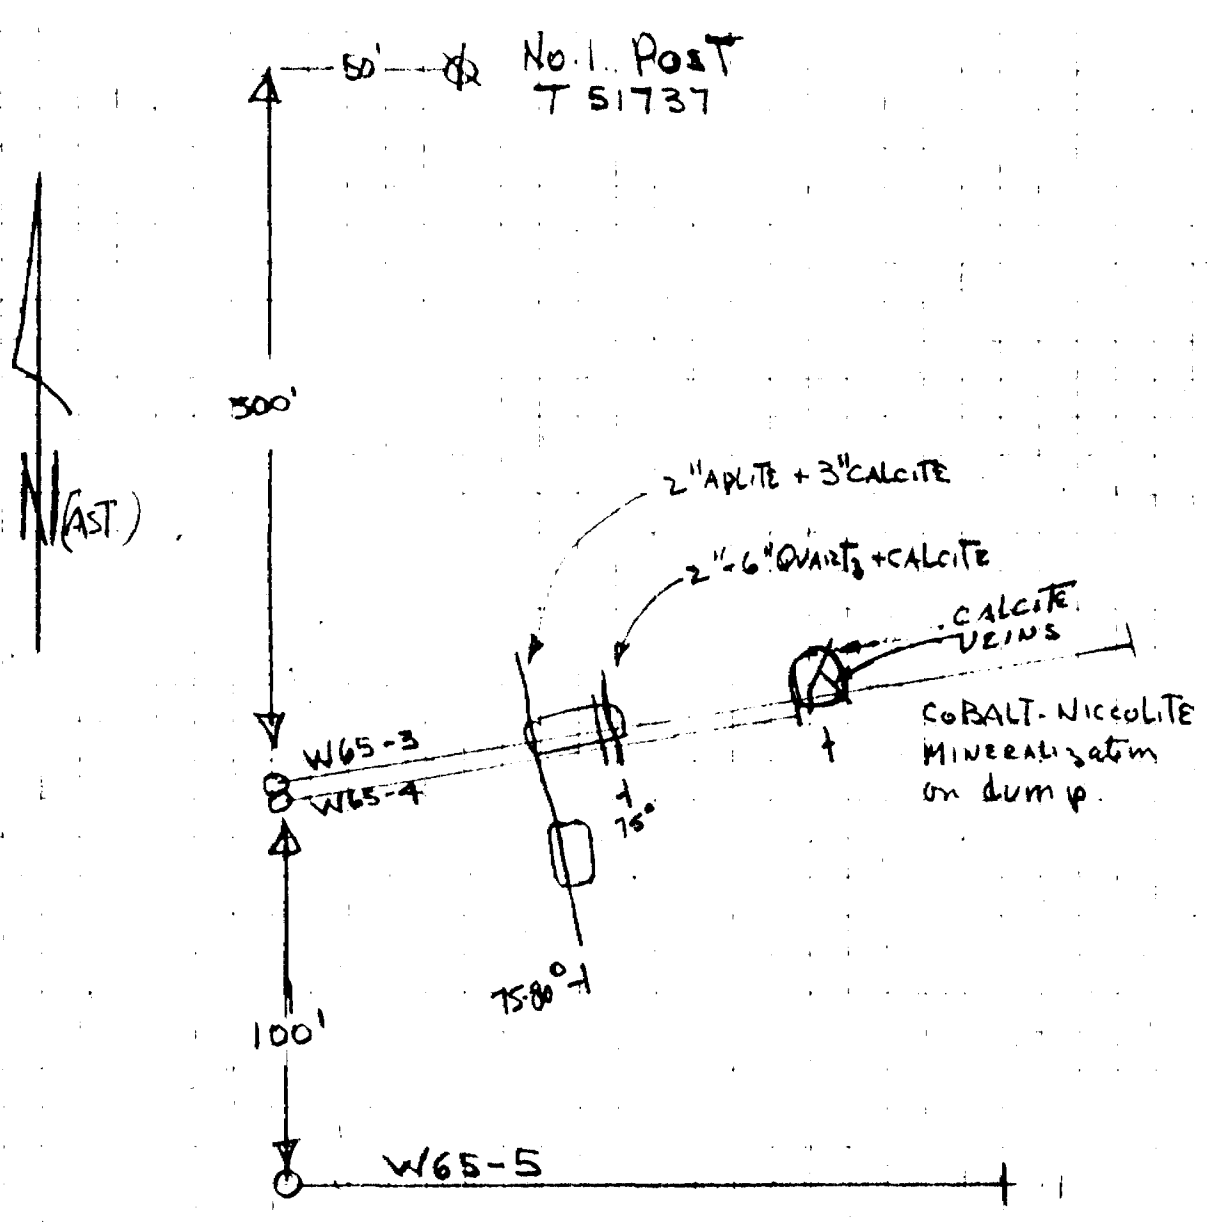 50' No. 1. Post
T 51737
300'
N (AST.)
2" APLITE + 3" CALCITE
2"-6" QUARTZ + CALCITE
CALCITE
VEINS
W65-3
W65-4
COBALT-NICCOLITE
MINERALIZATION
on dump.
75°
75-80°
100'
W65-5